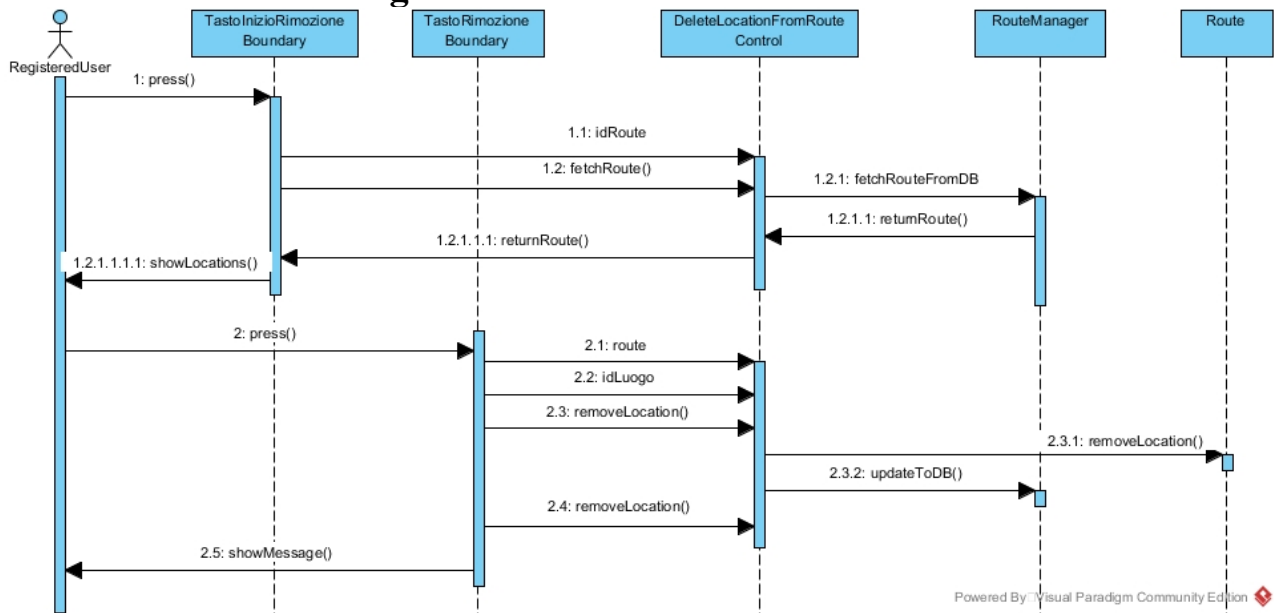 g
TastoInizioRimozione
Boundary
TastoRimozione
Boundary
DeleteLocationFromRoute
Control
RouteManager
Route
RegisteredUser
1: press()
1.1: idRoute
1.2: fetchRoute()
1.2.1: fetchRouteFromDB
1.2.1.1: returnRoute()
1.2.1.1.1: returnRoute()
1.2.1.1.1.1: showLocations()
2: press()
2.1: route
2.2: idLuogo
2.3: removeLocation()
2.3.1: removeLocation()
2.3.2: updateToDB()
2.4: removeLocation()
2.5: showMessage()
Powered By Visual Paradigm Community Edition